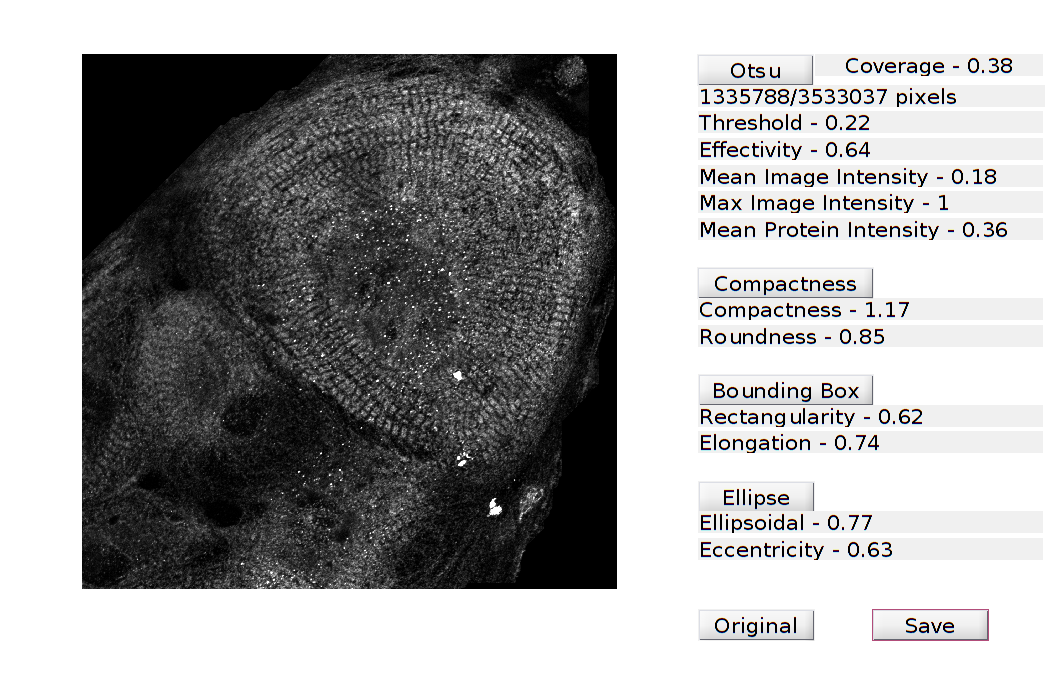 Otsu Coverage - 0.38
1335788/3533037 pixels
Threshold - 0.22
Effectivity - 0.64
Mean Image Intensity - 0.18
Max Image Intensity - 1
Mean Protein Intensity - 0.36
Compactness
Compactness - 1.17
Roundness - 0.85
Bounding Box
Rectangularity - 0.62
Elongation - 0.74
Ellipse
Ellipsoidal - 0.77
Eccentricity - 0.63
Original Save